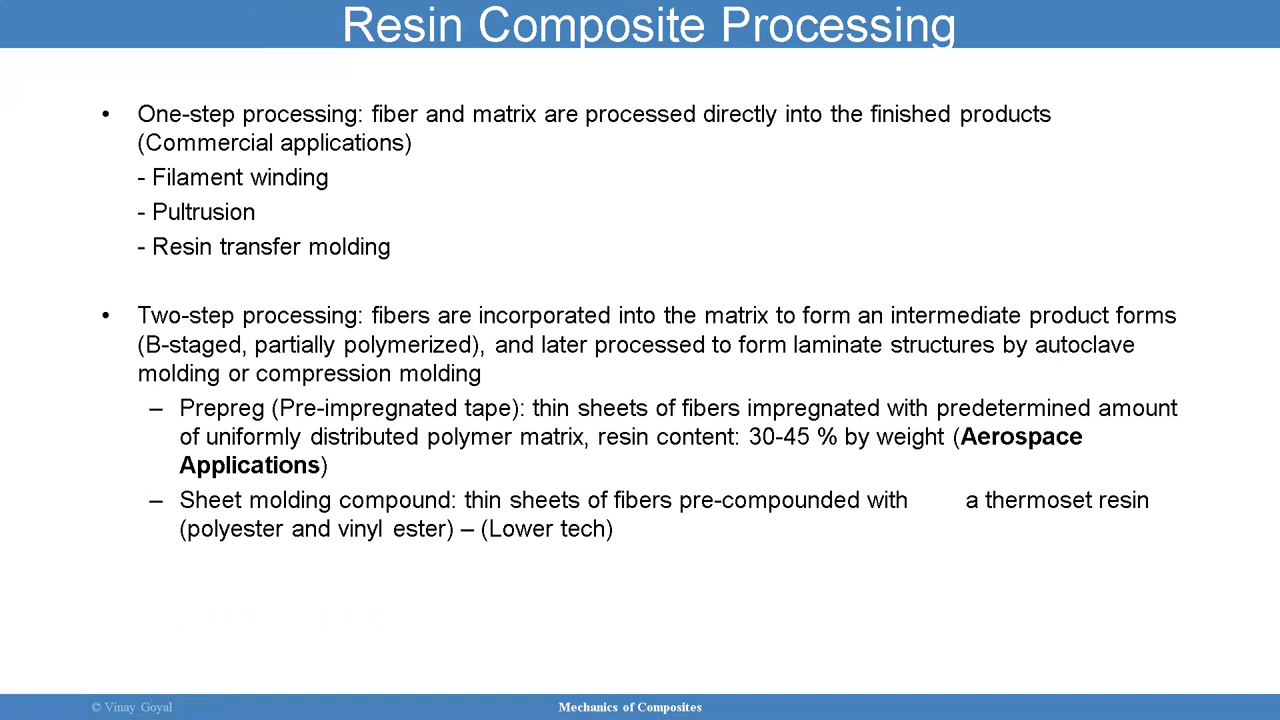 Resin Composite Processing
• One-step processing: fiber and matrix are processed directly into the finished products
(Commercial applications)
- Filament winding
- Pultrusion
- Resin transfer molding
• Two-step processing: fibers are incorporated into the matrix to form an intermediate product forms
(B-staged, partially polymerized), and later processed to form laminate structures by autoclave
molding or compression molding
– Prepreg (Pre-impregnated tape): thin sheets of fibers impregnated with predetermined amount
of uniformly distributed polymer matrix, resin content: 30-45 % by weight (Aerospace
Applications)
– Sheet molding compound: thin sheets of fibers pre-compounded with a thermoset resin
(polyester and vinyl ester) – (Lower tech)
© Vinay Goyal
Mechanics of Composites